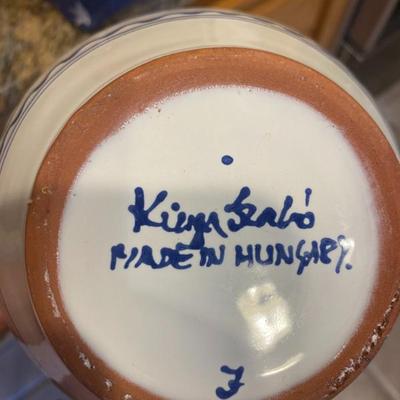 Kinga Szabó
MADE IN HUNGARY.
J